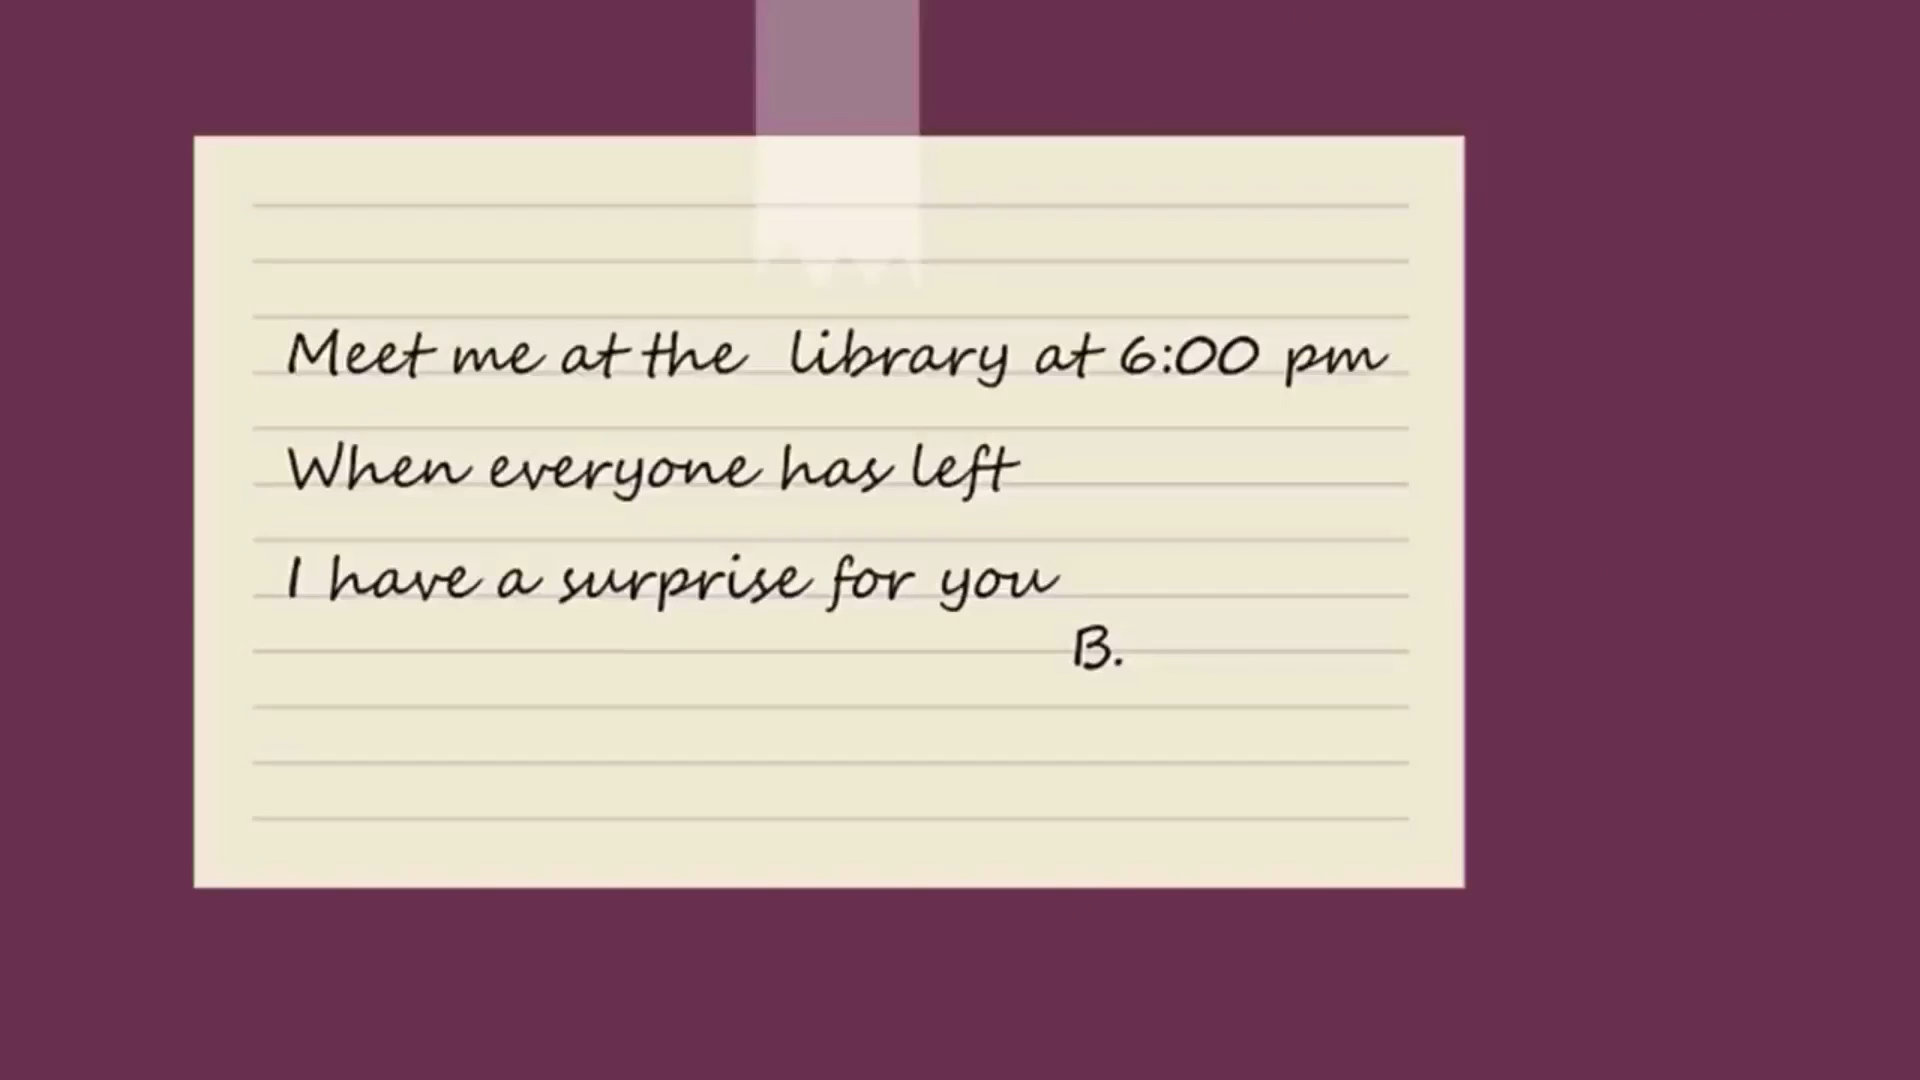 Meet me at the library at 6:00 pm
When everyone has left
I have a surprise for you
B.